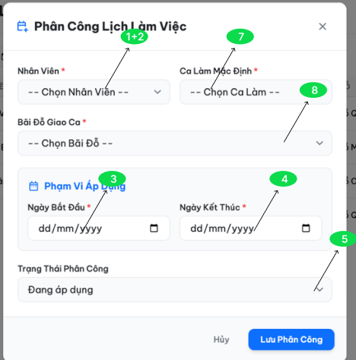 Phân Công Lịch Làm Việc
1+2
7
Nhân Viên *
Ca Làm Mặc Định *
-- Chọn Nhân Viên --
-- Chọn Ca Làm --
8
Bãi Đỗ Giao Ca *
-- Chọn Bãi Đỗ --
Phạm Vi Áp Dụng
3
4
Ngày Bắt Đầu *
Ngày Kết Thúc *
dd/mm/yyyy
dd/mm/yyyy
5
Trạng Thái Phân Công
Đang áp dụng
Hủy
Lưu Phân Công